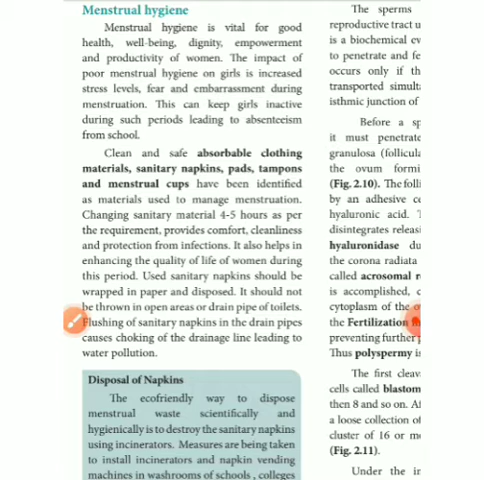 Menstrual hygiene
Menstrual hygiene is vital for good
health, well-being, dignity, empowerment
and productivity of women. The impact of
poor menstrual hygiene on girls is increased
stress levels, fear and embarrassment during
menstruation. This can keep girls inactive
during such periods leading to absenteeism
from school.
Clean and safe absorbable clothing
materials, sanitary napkins, pads, tampons
and menstrual cups have been identified
as materials used to manage menstruation.
Changing sanitary material 4-5 hours as per
the requirement, provides comfort, cleanliness
and protection from infections. It also helps in
enhancing the quality of life of women during
this period. Used sanitary napkins should be
wrapped in paper and disposed. It should not
be thrown in open areas or drain pipe of toilets.
Flushing of sanitary napkins in the drain pipes
causes choking of the drainage line leading to
water pollution.
Disposal of Napkins
The ecofriendly way to dispose
menstrual waste scientifically and
hygienically is to destroy the sanitary napkins
using incinerators. Measures are being taken
to install incinerators and napkin vending
machines in washrooms of schools, colleges
The sperms
reproductive tract u
is a biochemical ev
to penetrate and fe
occurs only if th
transported simult
isthmic junction of
Before a sp
it must penetrate
granulosa (follicula
the ovum formi
(Fig. 2.10). The foll
by an adhesive ce
hyaluronic acid.
disintegrates releasi
hyaluronidase du
the corona radiata
called acrosomal r
is accomplished, c
cytoplasm of the
the Fertilization
preventing further
Thus polyspermy is
The first cleav
cells called blastom
then 8 and so on. Af
a loose collection of
cluster of 16 or mo
(Fig. 2.11).
Under the in